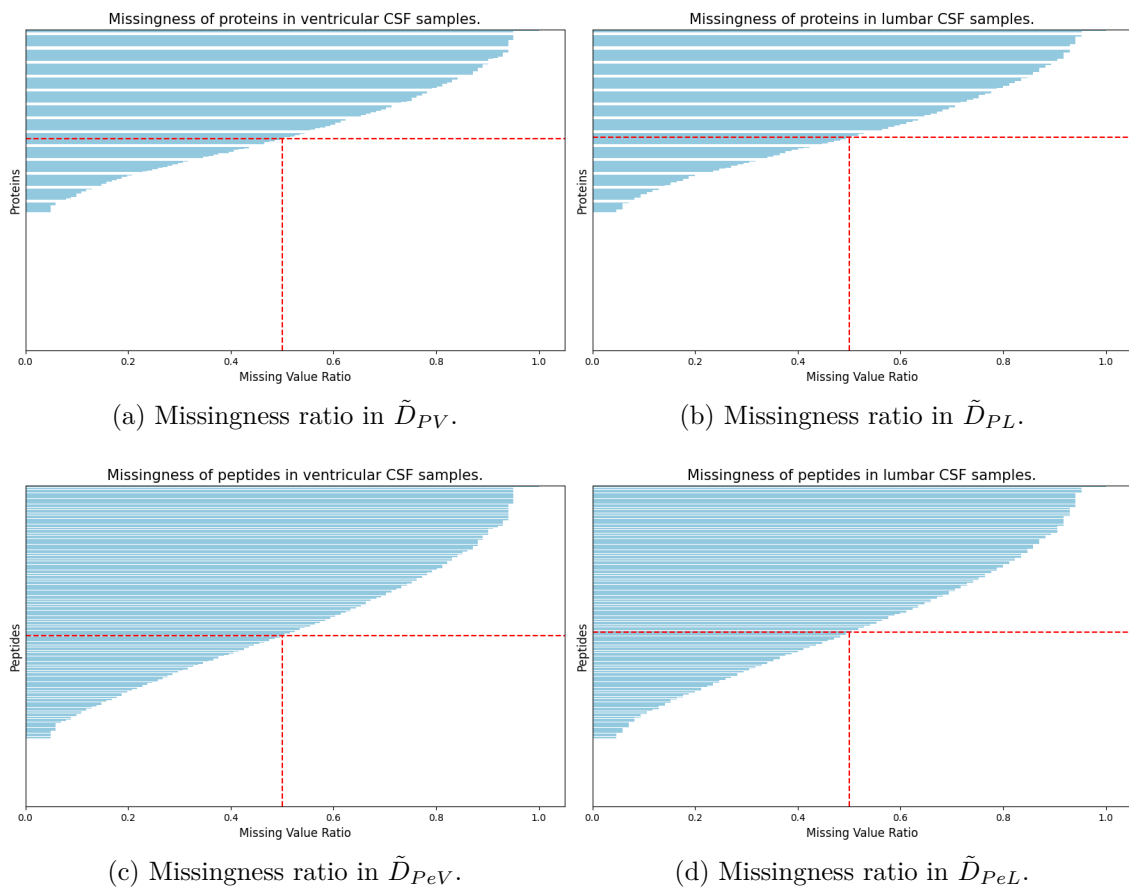 Missingness of proteins in ventricular CSF samples.
Proteins
0.0 0.2 0.4 0.6 0.8 1.0
Missing Value Ratio
(a) Missingness ratio in D̃_PV.
Missingness of proteins in lumbar CSF samples.
Proteins
0.0 0.2 0.4 0.6 0.8 1.0
Missing Value Ratio
(b) Missingness ratio in D̃_PL.
Missingness of peptides in ventricular CSF samples.
Peptides
0.0 0.2 0.4 0.6 0.8 1.0
Missing Value Ratio
(c) Missingness ratio in D̃_PeV.
Missingness of peptides in lumbar CSF samples.
Peptides
0.0 0.2 0.4 0.6 0.8 1.0
Missing Value Ratio
(d) Missingness ratio in D̃_PeL.